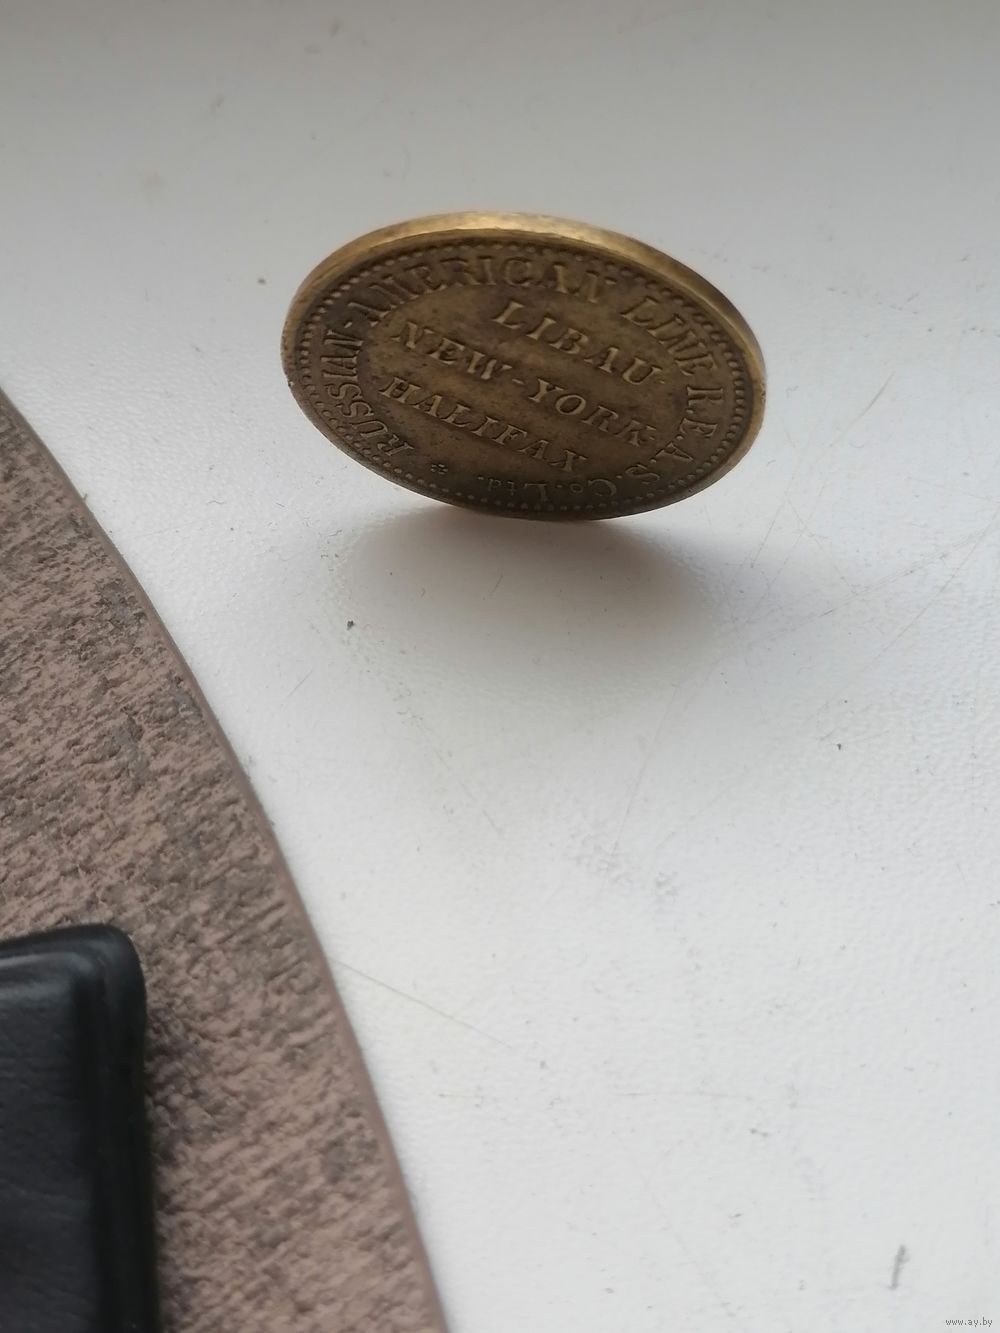 RUSSIAN-AMERICAN LINE R.E.A.S.Co. Ltd.
LIBAU-
NEW-YORK-
HALIFAX
www.ay.by